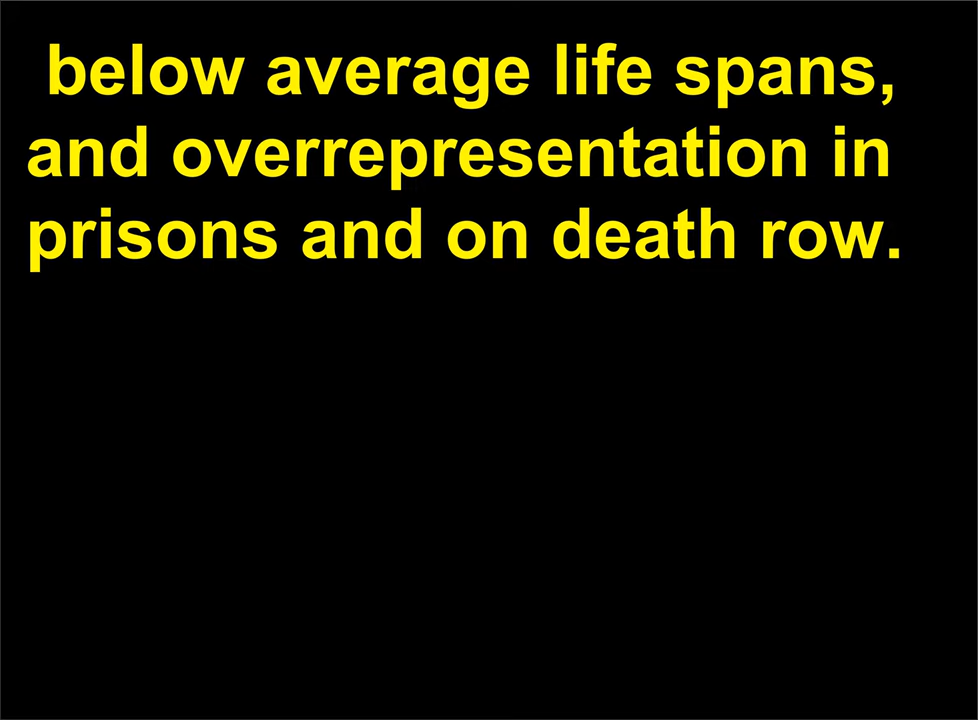 below average life spans,
and overrepresentation in
prisons and on death row.